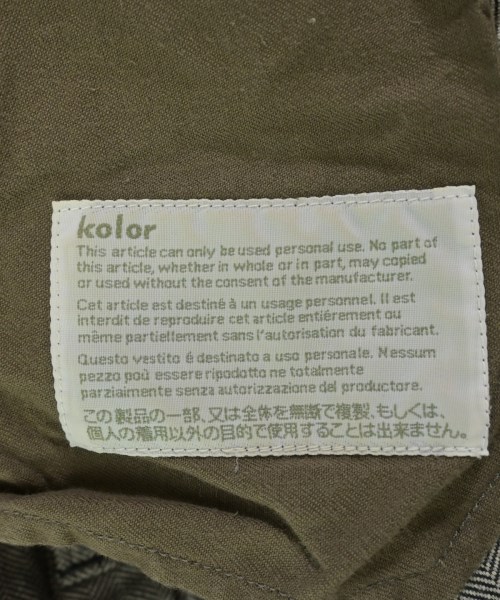 kolor
This article can only be used personal use. No part of
this article, whether in whole or in part, may copied
or used without the consent of the manufacturer.
Cet article est destiné à un usage personnel. Il est
interdit de reproduire cet article entiérement ou
même partiellement sans l'autorisation du fabricant.
Questo vestito é destinato a uso personale. Nessum
pezzo poù essere ripodotto ne totalmente
parziaimente senza autorizzazione del productore.
この製品の一部、又は全体を無断で複製、もしくは、
個人の着用以外の目的で使用することは出来ません。